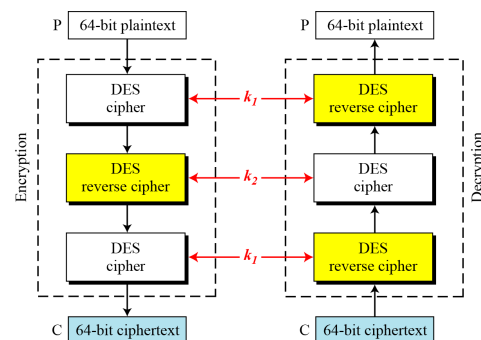 P 64-bit plaintext
Encryption
DES
cipher
DES
reverse cipher
DES
cipher
C 64-bit ciphertext
k1
k2
k1
P 64-bit plaintext
DES
reverse cipher
DES
cipher
DES
reverse cipher
Decryption
C 64-bit ciphertext